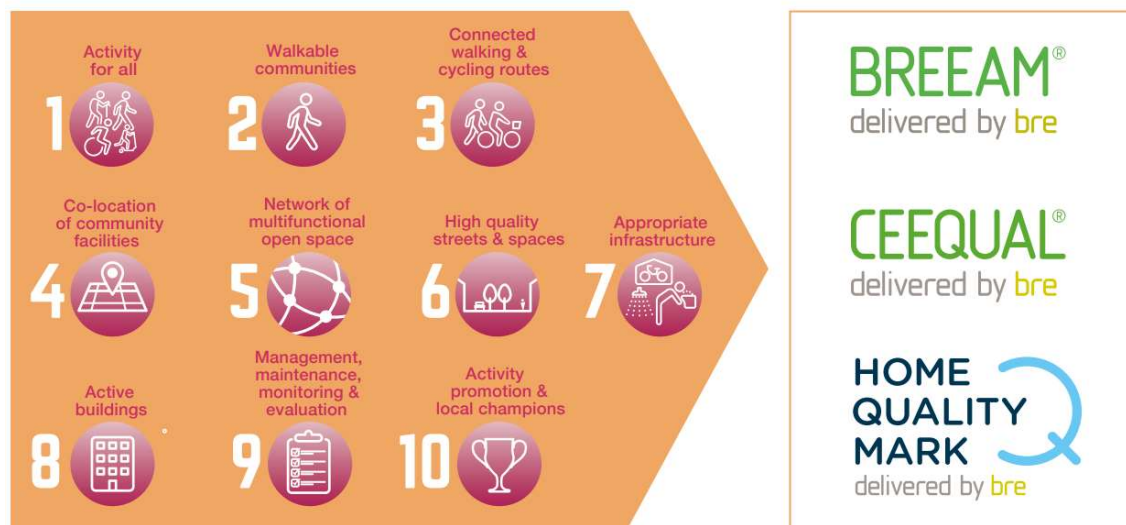 Activity
for all
1
Walkable
communities
2
Connected
walking &
cycling routes
3
Co-location
of community
facilities
4
Network of
multifunctional
open space
5
High quality
streets & spaces
6
Appropriate
infrastructure
7
Active
buildings
8
Management,
maintenance,
monitoring &
evaluation
9
Activity
promotion &
local champions
10
BREEAM®
delivered by bre
CEEQUAL®
delivered by bre
HOME
QUALITY
MARK
delivered by bre